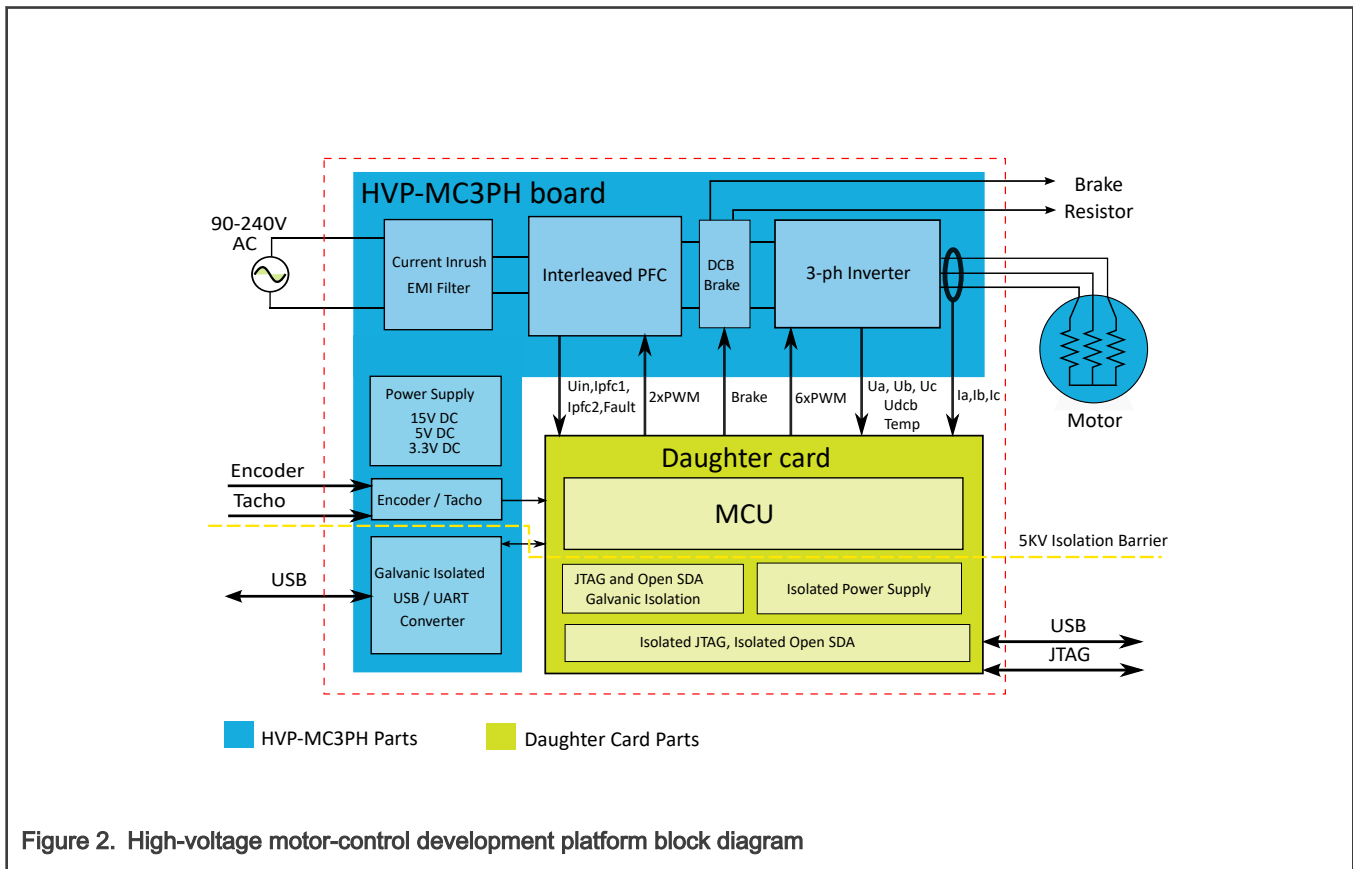 HVP-MC3PH board
90-240V
AC
Current Inrush
EMI Filter
Interleaved PFC
DCB
Brake
3-ph Inverter
Brake
Resistor
Motor
Power Supply
15V DC
5V DC
3.3V DC
Uin,Ipfc1,
Ipfc2,Fault
2xPWM
Brake
6xPWM
Ua, Ub, Uc
Udcb
Temp
Ia,Ib,Ic
Encoder
Tacho
Encoder / Tacho
Daughter card
MCU
5KV Isolation Barrier
USB
Galvanic Isolated
USB / UART
Converter
JTAG and Open SDA
Galvanic Isolation
Isolated Power Supply
Isolated JTAG, Isolated Open SDA
USB
JTAG
HVP-MC3PH Parts
Daughter Card Parts
Figure 2. High-voltage motor-control development platform block diagram